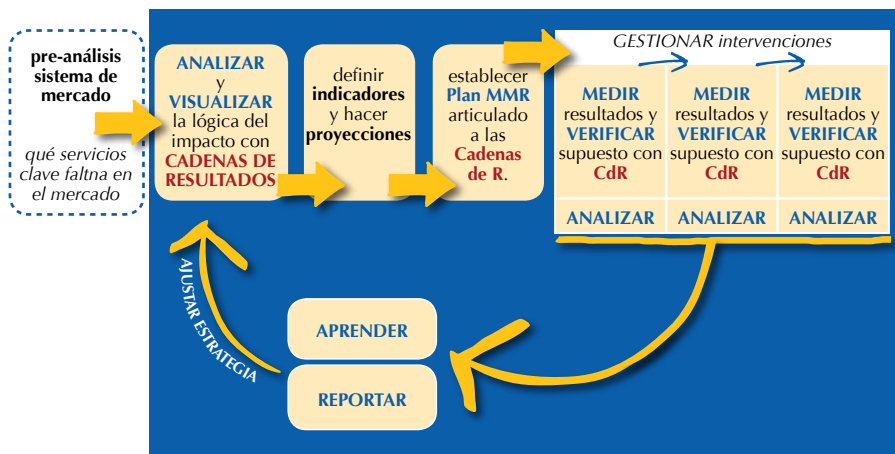 pre-análisis
sistema de
mercado
qué servicios
clave faltna en
el mercado
ANALIZAR
y
VISUALIZAR
la lógica del
impacto con
CADENAS DE
RESULTADOS
definir
indicadores
y hacer
proyecciones
establecer
Plan MMR
articulado
a las
Cadenas
de R.
GESTIONAR intervenciones
MEDIR
resultados y
VERIFICAR
supuesto con
CdR
ANALIZAR
MEDIR
resultados y
VERIFICAR
supuesto con
CdR
ANALIZAR
MEDIR
resultados y
VERIFICAR
supuesto con
CdR
ANALIZAR
AJUSTAR ESTRATEGIA
APRENDER
REPORTAR